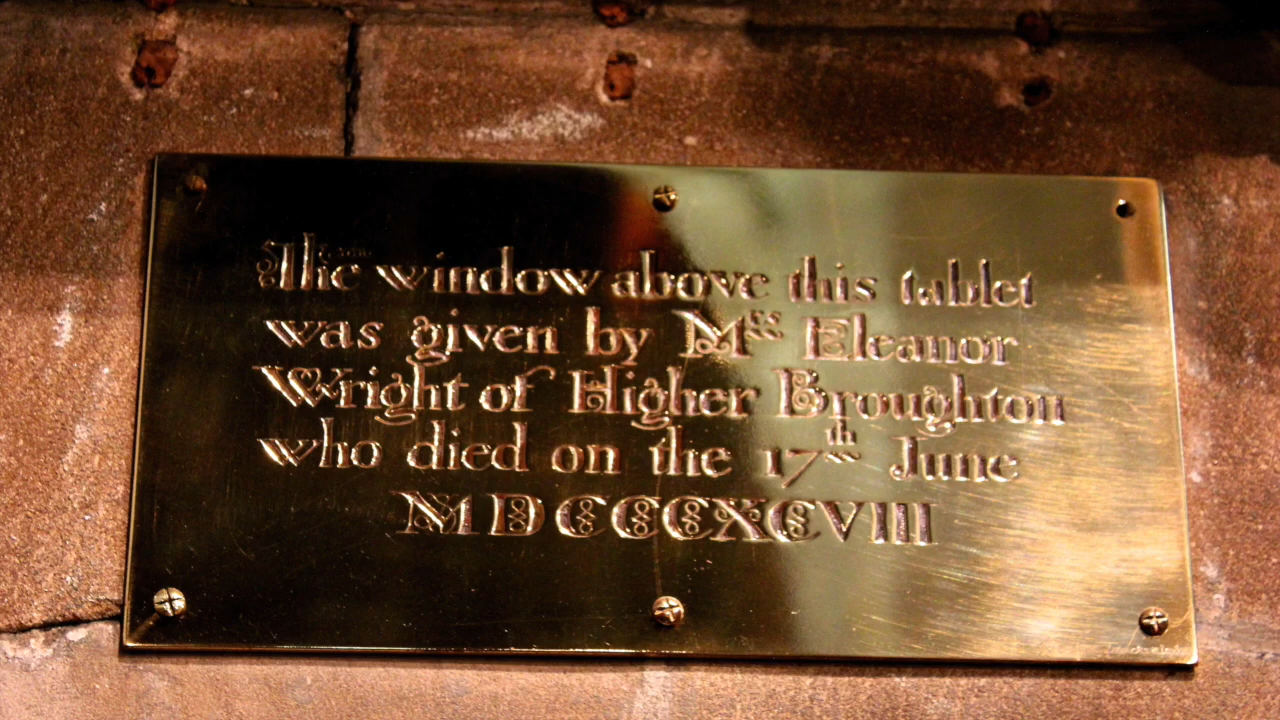 The window above this tablet
was given by Mrs Eleanor
Wright of Higher Broughton
who died on the 17th June
MDCCCXCVIII